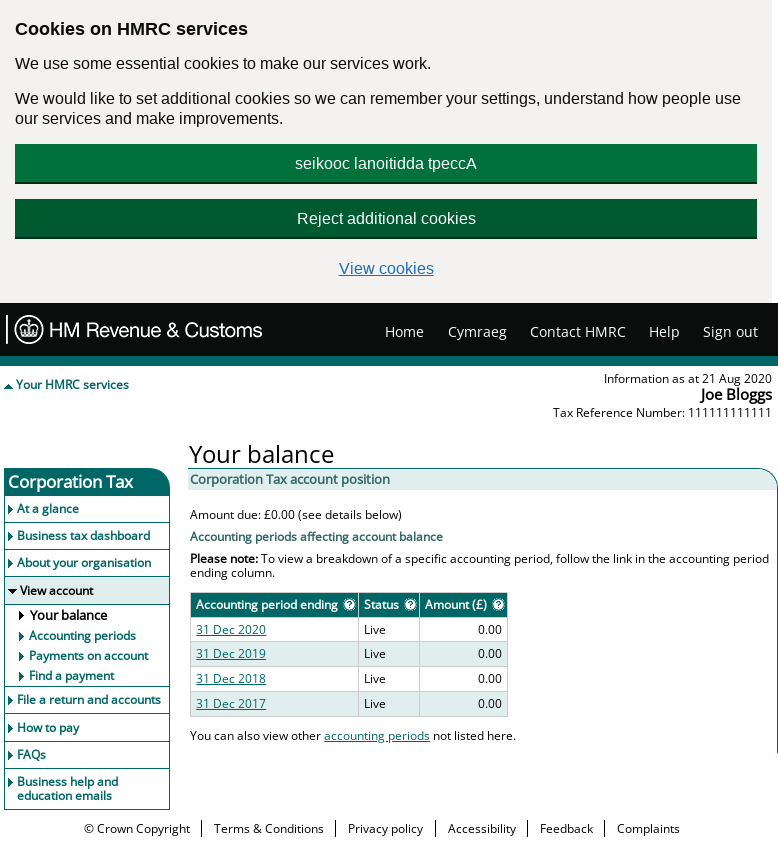 Cookies on HMRC services
We use some essential cookies to make our services work.
We would like to set additional cookies so we can remember your settings, understand how people use
our services and make improvements.
seikooc lanoitidda tpeccA
Reject additional cookies
View cookies
HM Revenue & Customs
Home Cymraeg Contact HMRC Help Sign out
Your HMRC services
Information as at 21 Aug 2020
Joe Bloggs
Tax Reference Number: 111111111111
Corporation Tax
At a glance
Business tax dashboard
About your organisation
View account
Your balance
Accounting periods
Payments on account
Find a payment
File a return and accounts
How to pay
FAQs
Business help and
education emails
Your balance
Corporation Tax account position
Amount due: £0.00 (see details below)
Accounting periods affecting account balance
Please note: To view a breakdown of a specific accounting period, follow the link in the accounting period
ending column.
Accounting period ending ? Status ? Amount (£) ?
31 Dec 2020 Live 0.00
31 Dec 2019 Live 0.00
31 Dec 2018 Live 0.00
31 Dec 2017 Live 0.00
You can also view other accounting periods not listed here.
© Crown Copyright Terms & Conditions Privacy policy Accessibility Feedback Complaints